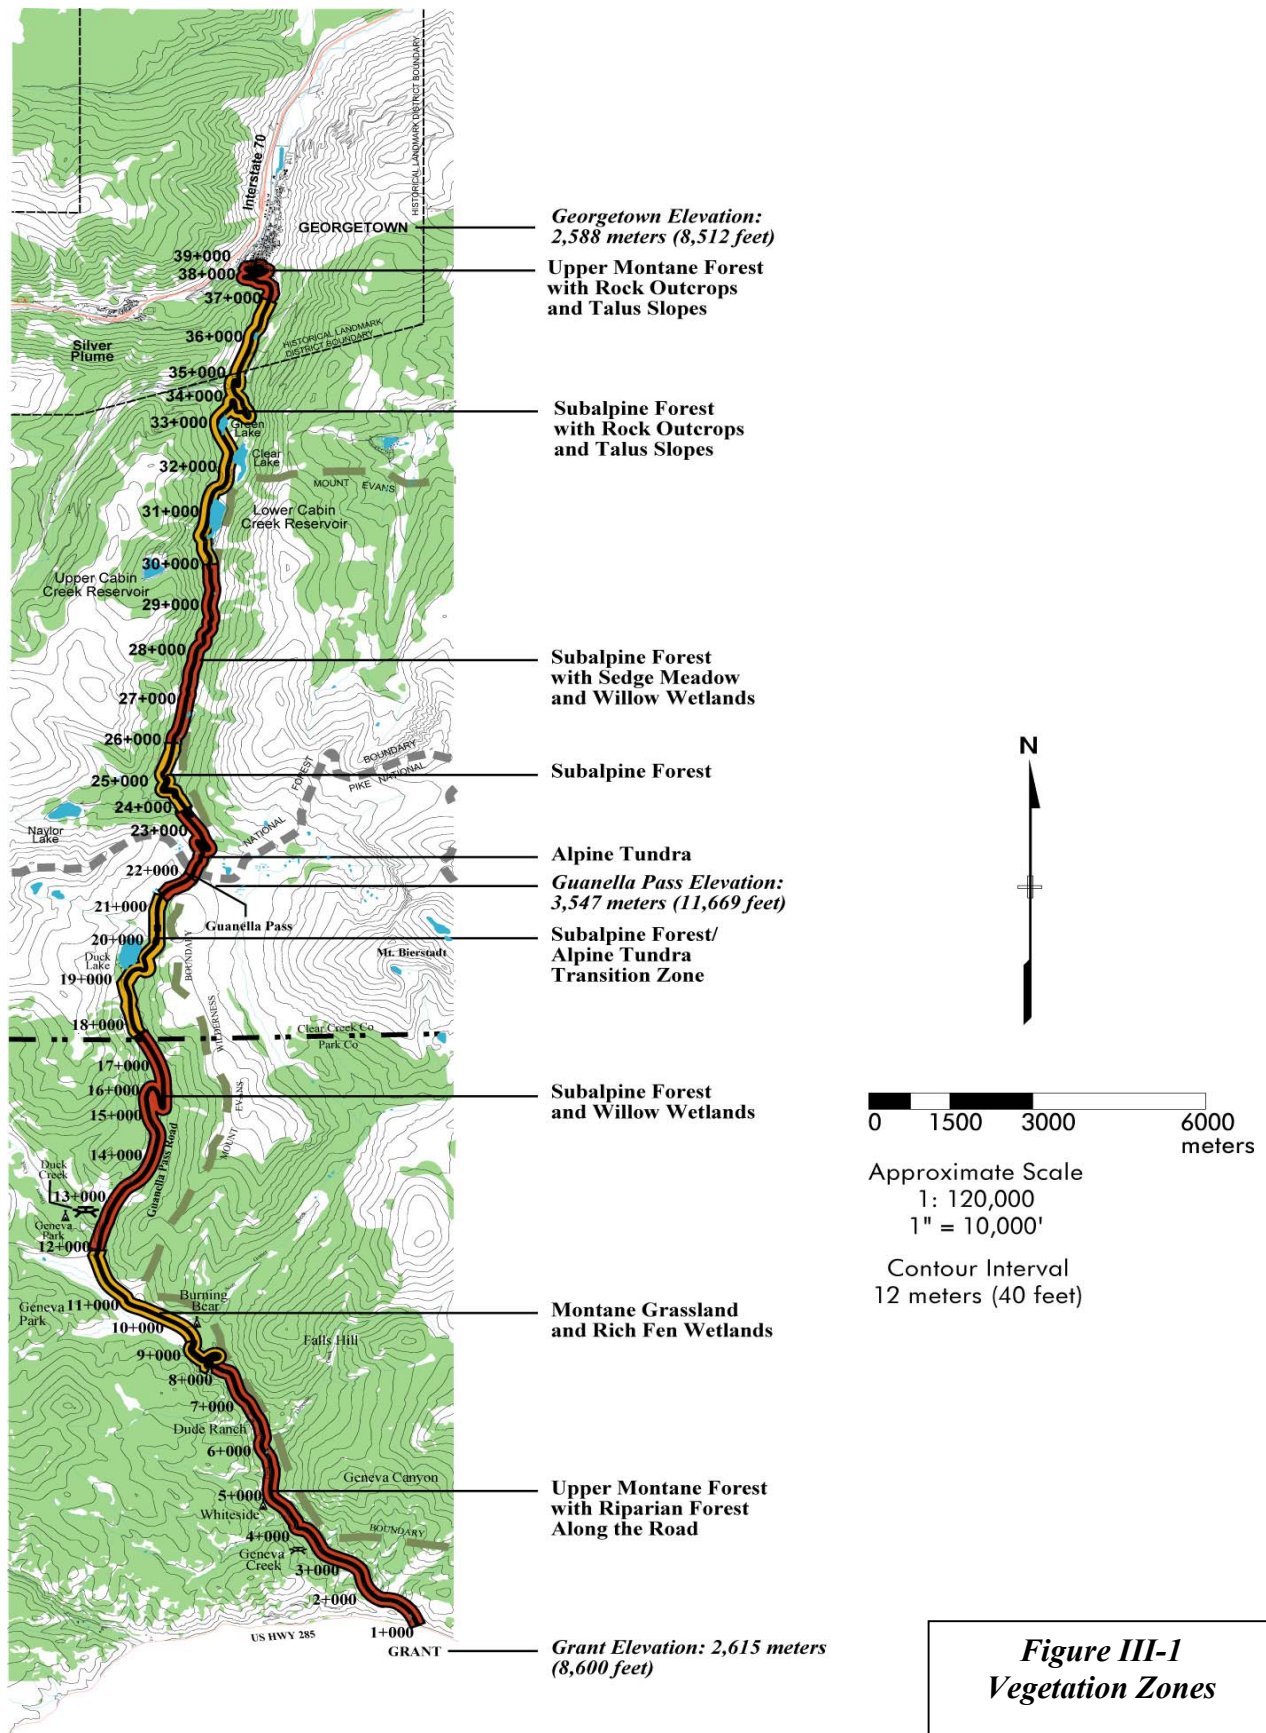 HISTORICAL LANDMARK DISTRICT BOUNDARY
Interstate 70
GEORGETOWN
Georgetown Elevation:
2,588 meters (8,512 feet)
39+000
38+000
Upper Montane Forest
with Rock Outcrops
and Talus Slopes
37+000
36+000
HISTORICAL LANDMARK
DISTRICT BOUNDARY
Silver
Plume
35+000
34+000
33+000
Green
Lake
Subalpine Forest
with Rock Outcrops
and Talus Slopes
Clear
Lake
32+000
MOUNT EVANS
31+000
Lower Cabin
Creek Reservoir
30+000
Upper Cabin
Creek Reservoir
29+000
28+000
Subalpine Forest
with Sedge Meadow
and Willow Wetlands
27+000
26+000
BOUNDARY
FOREST
PIKE NATIONAL
NATIONAL
25+000
Subalpine Forest
24+000
23+000
Naylor
Lake
Alpine Tundra
22+000
Guanella Pass Elevation:
3,547 meters (11,669 feet)
21+000
Guanella Pass
20+000
Subalpine Forest/
Alpine Tundra
Transition Zone
Duck
Lake
BOUNDARY
Mt. Bierstadt
19+000
WILDERNESS
18+000
Clear Creek Co
Park Co
17+000
16+000
Subalpine Forest
and Willow Wetlands
15+000
EVANS
MOUNT
14+000
Guanella Pass Road
Duck
Creek
13+000
Geneva
Park
12+000
Geneva
Park
11+000
Burning
Bear
10+000
Montane Grassland
and Rich Fen Wetlands
Falls Hill
9+000
8+000
7+000
Dude Ranch
6+000
Geneva Canyon
5+000
Upper Montane Forest
with Riparian Forest
Along the Road
Whiteside
BOUNDARY
4+000
Geneva
Creek
3+000
2+000
1+000
US HWY 285
GRANT
Grant Elevation: 2,615 meters
(8,600 feet)
N
0 1500 3000 6000
meters
Approximate Scale
1: 120,000
1" = 10,000'
Contour Interval
12 meters (40 feet)
Figure III-1
Vegetation Zones